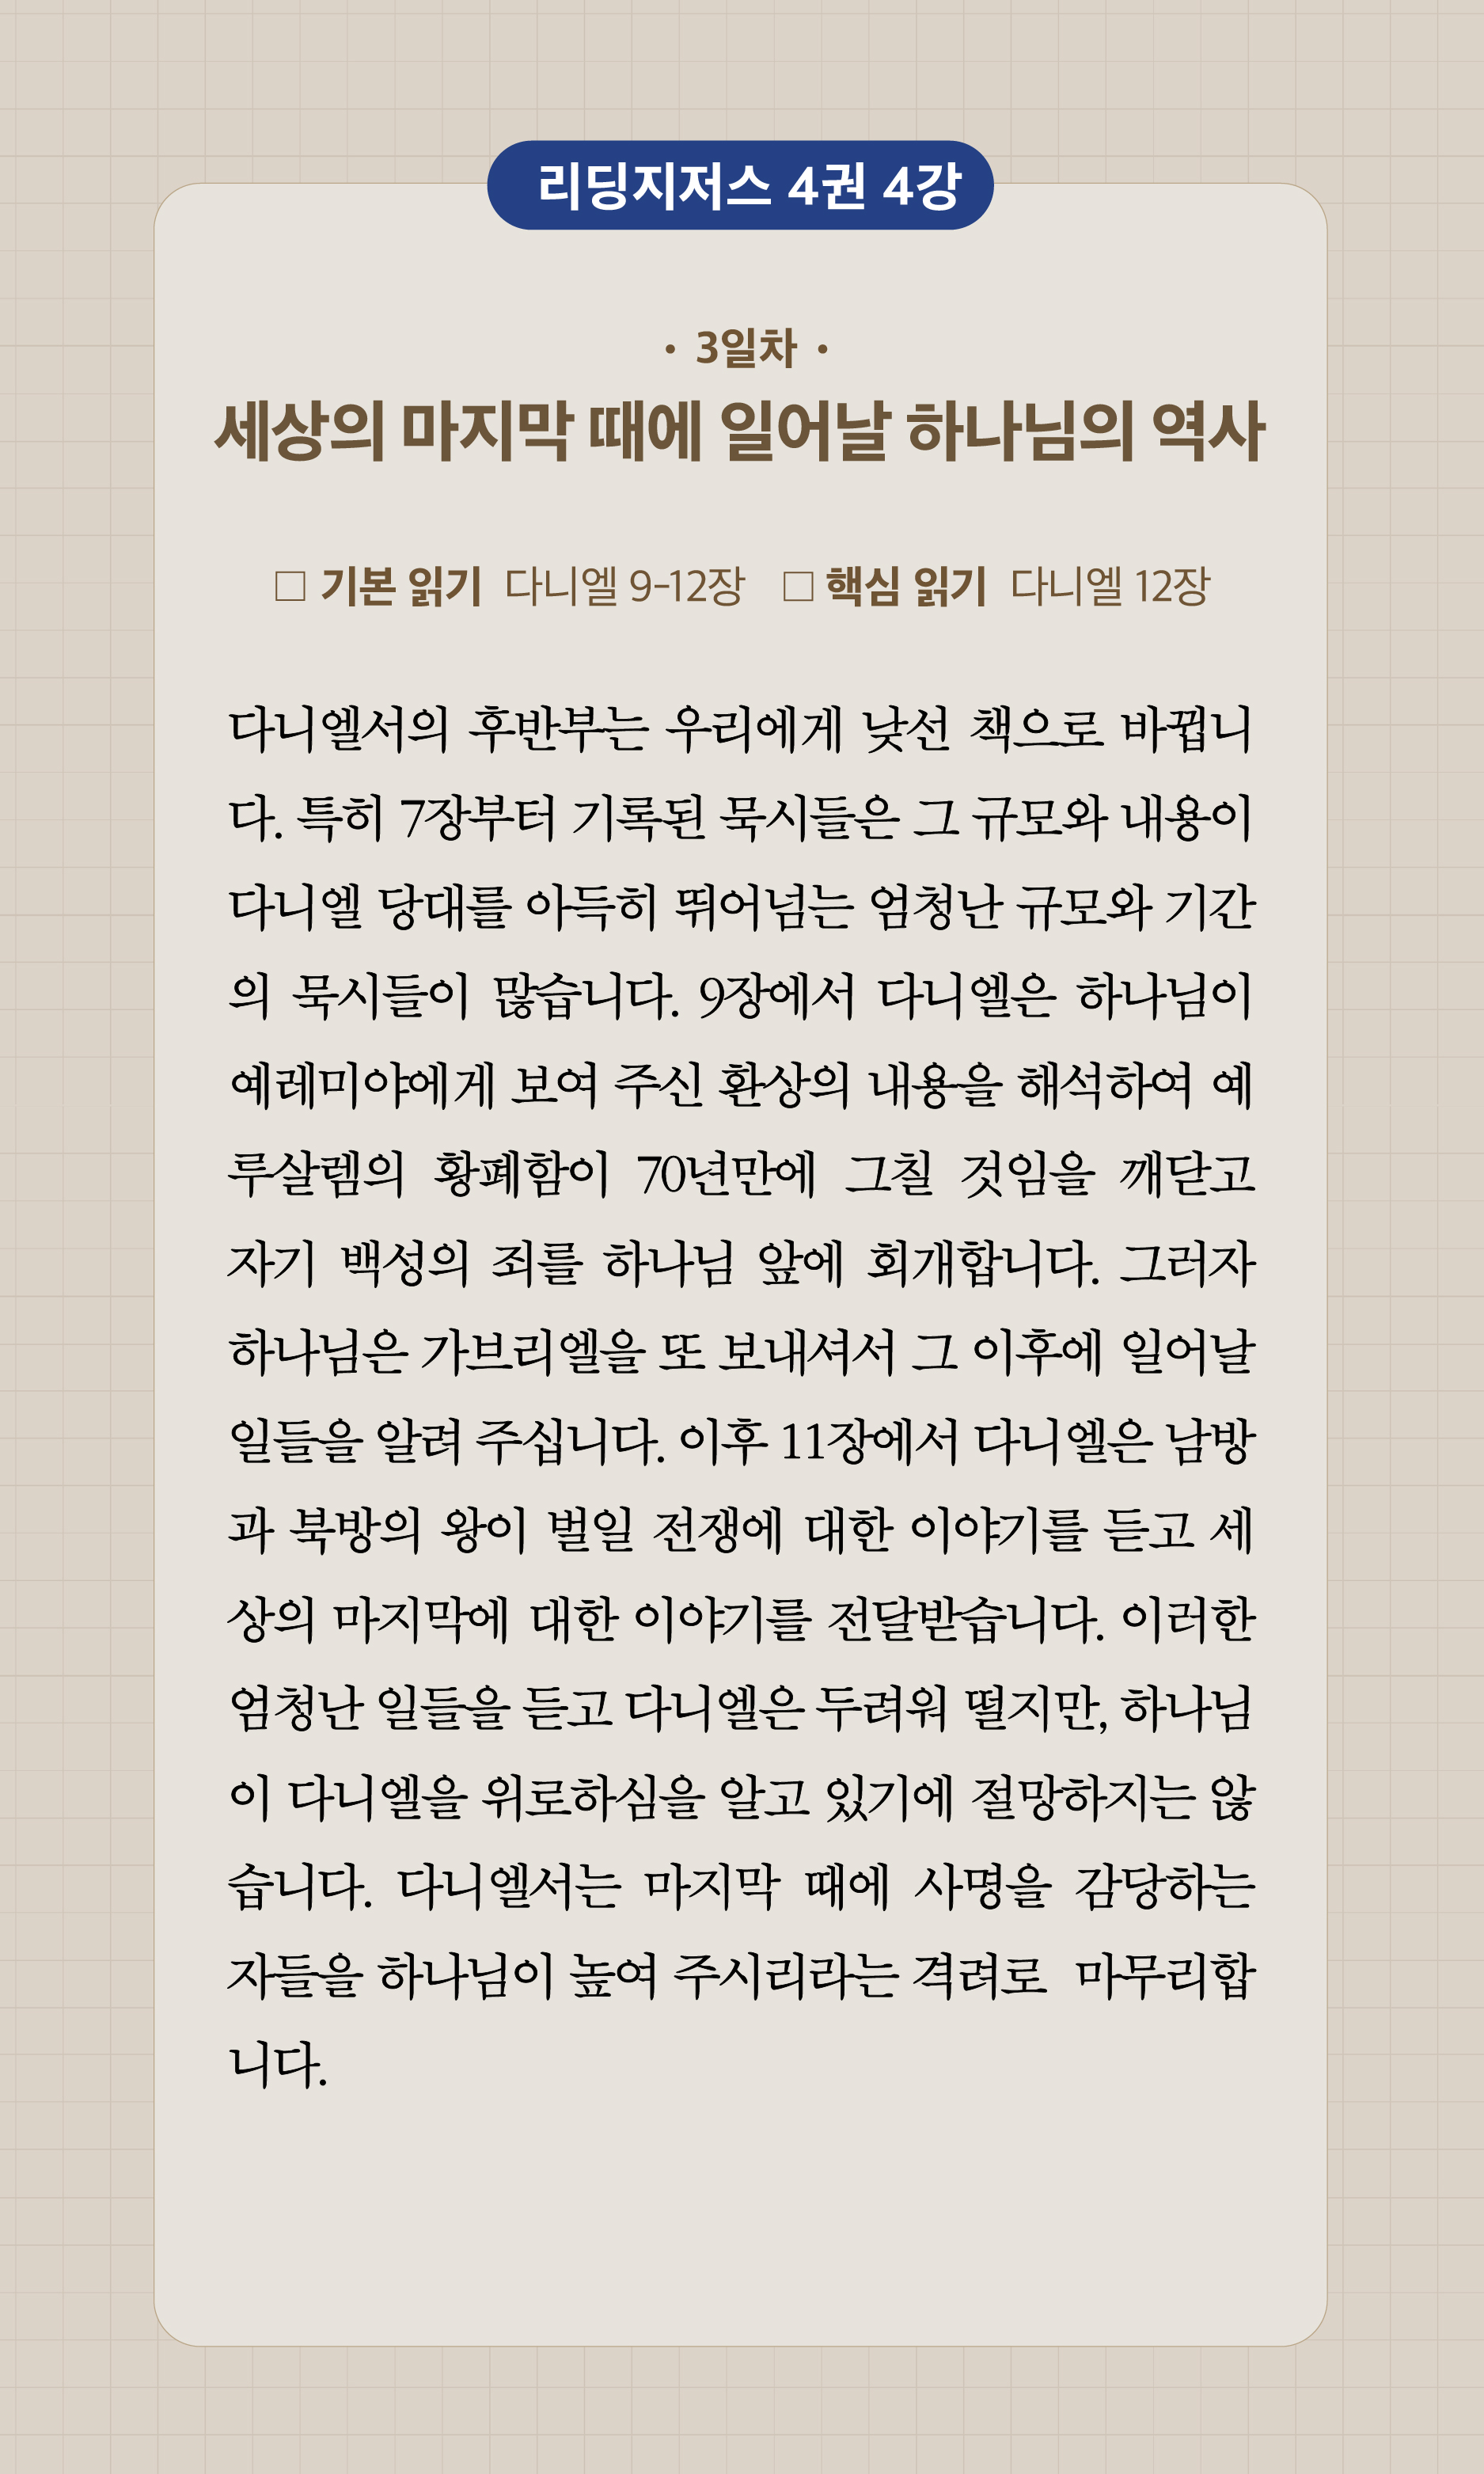 리딩지저스 4권 4강
· 3일차 ·
세상의 마지막 때에 일어날 하나님의 역사
□ 기본 읽기 다니엘 9-12장 □ 핵심 읽기 다니엘 12장
다니엘서의 후반부는 우리에게 낯선 책으로 바뀝니
다. 특히 7장부터 기록된 묵시들은 그 규모와 내용이
다니엘 당대를 아득히 뛰어넘는 엄청난 규모와 기간
의 묵시들이 많습니다. 9장에서 다니엘은 하나님이
예레미야에게 보여 주신 환상의 내용을 해석하여 예
루살렘의 황폐함이 70년만에 그칠 것임을 깨닫고
자기 백성의 죄를 하나님 앞에 회개합니다. 그러자
하나님은 가브리엘을 또 보내셔서 그 이후에 일어날
일들을 알려 주십니다. 이후 11장에서 다니엘은 남방
과 북방의 왕이 벌일 전쟁에 대한 이야기를 듣고 세
상의 마지막에 대한 이야기를 전달받습니다. 이러한
엄청난 일들을 듣고 다니엘은 두려워 떨지만, 하나님
이 다니엘을 위로하심을 알고 있기에 절망하지는 않
습니다. 다니엘서는 마지막 때에 사명을 감당하는
자들을 하나님이 높여 주시리라는 격려로 마무리합
니다.